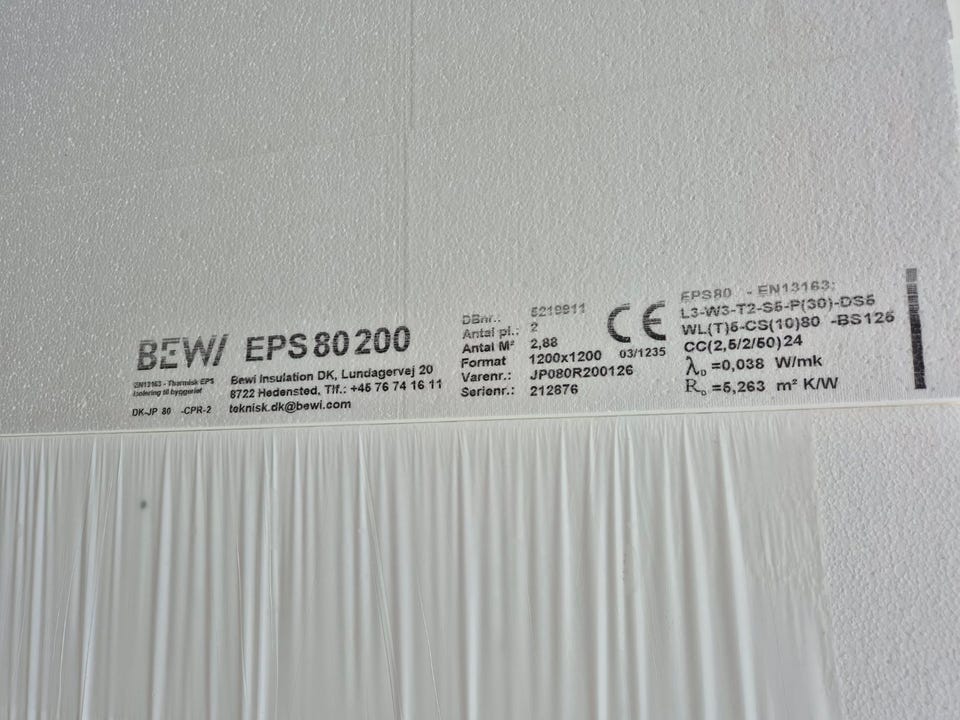 BEWI EPS 80 200
EN13163 - Thermisk EPS
Isolering til byggeriet
DK-JP 80 -CPR-2
Bewi Insulation DK, Lundagervej 20
8722 Hedensted, Tlf.: +45 76 74 16 11
teknisk.dk@bewi.com
DBnr.: 5219911
Antal pl.: 2
Antal M² 2,88
Format 1200x1200
Varenr.: JP080R200126
Serienr.: 212876
CE
03/1235
EPS80 - EN13163:
L3-W3-T2-S5-P(30)-DS5
WL(T)5-CS(10)80 -BS125
CC(2,5/2/50)24
λD =0,038 W/mk
RD =5,263 m² K/W